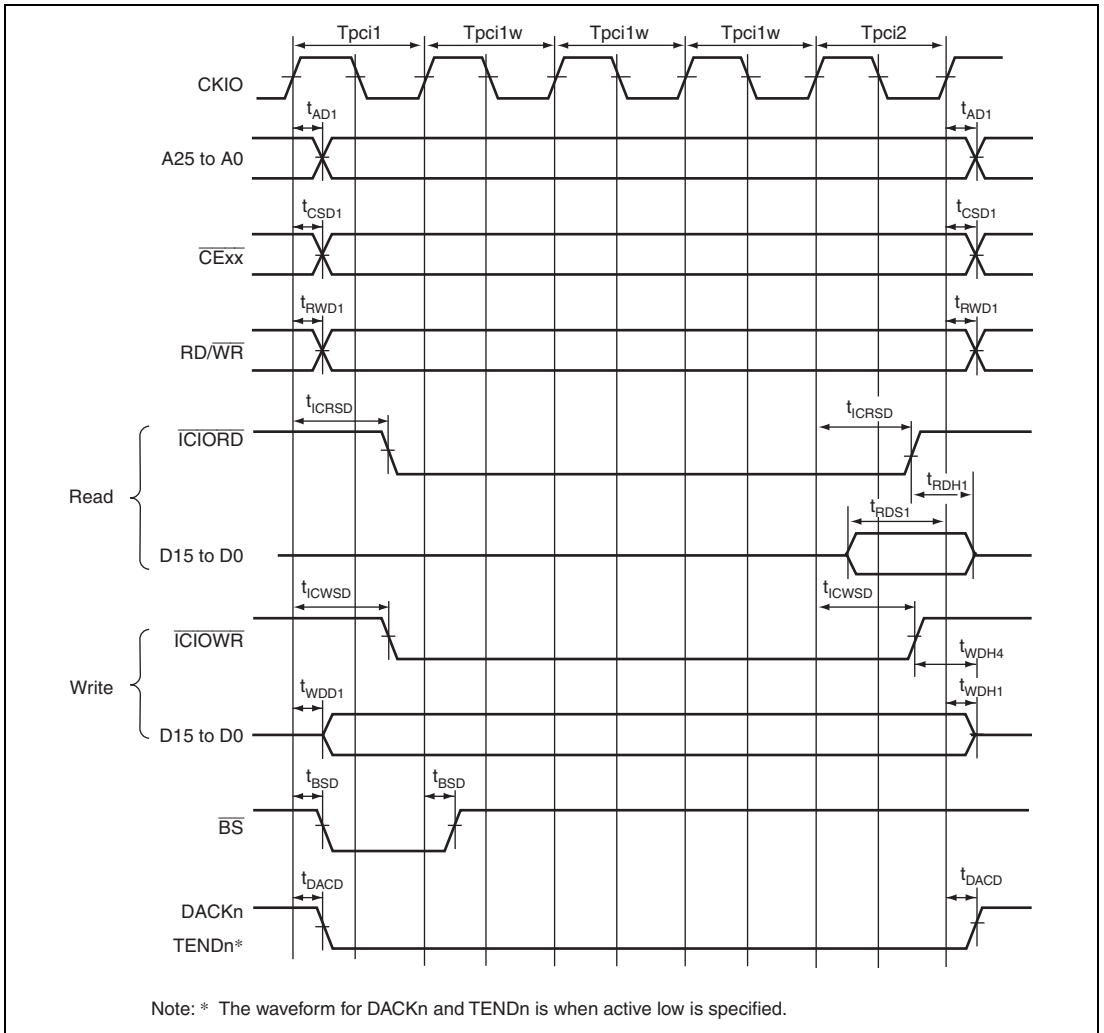 Tpci1 Tpci1w Tpci1w Tpci1w Tpci2
CKIO
tAD1 tAD1
A25 to A0
tCSD1 tCSD1
CExx
tRWD1 tRWD1
RD/WR
tICRSD tICRSD
ICIORD
tRDH1
Read
tRDS1
D15 to D0
tICWSD tICWSD
ICIOWR
tWDH4
Write
tWDD1 tWDH1
D15 to D0
tBSD tBSD
BS
tDACD tDACD
DACKn
TENDn*
Note: * The waveform for DACKn and TENDn is when active low is specified.